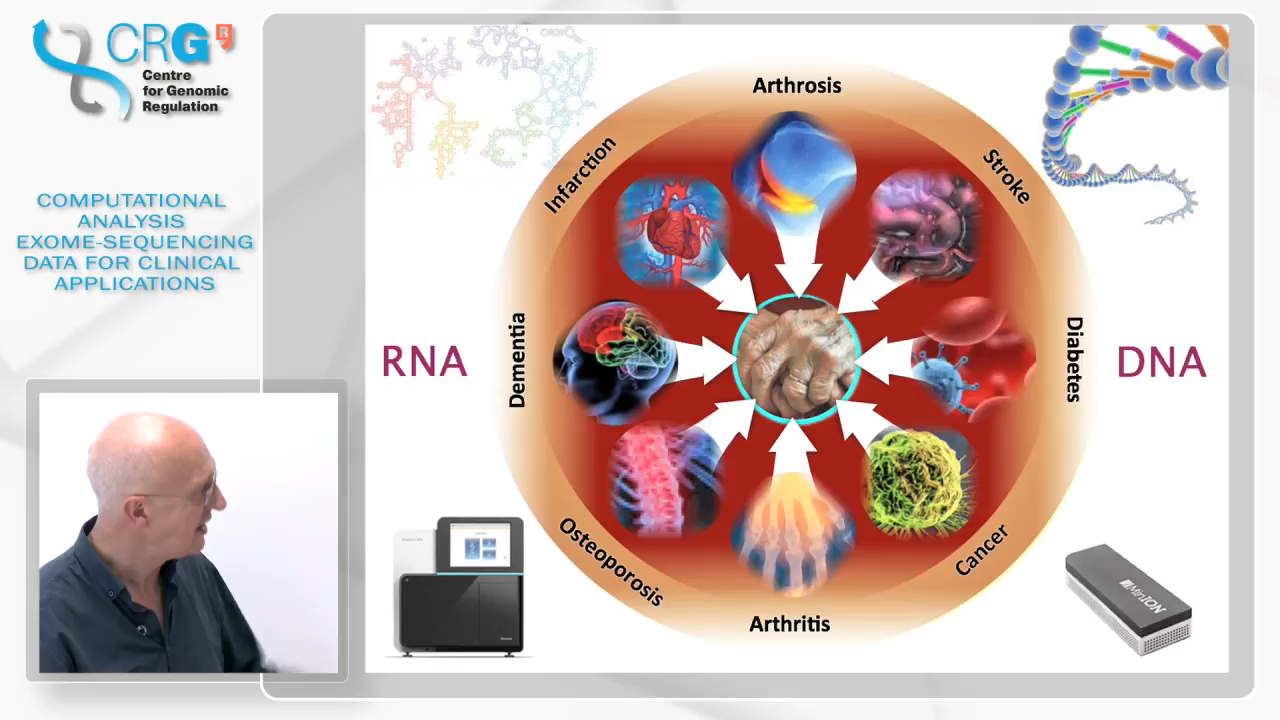 CRG
Centre
for Genomic
Regulation
COMPUTATIONAL
ANALYSIS
EXOME-SEQUENCING
DATA FOR CLINICAL
APPLICATIONS
Arthrosis
Infarction
Stroke
Dementia
Diabetes
RNA
DNA
Osteoporosis
Cancer
Arthritis
MinION